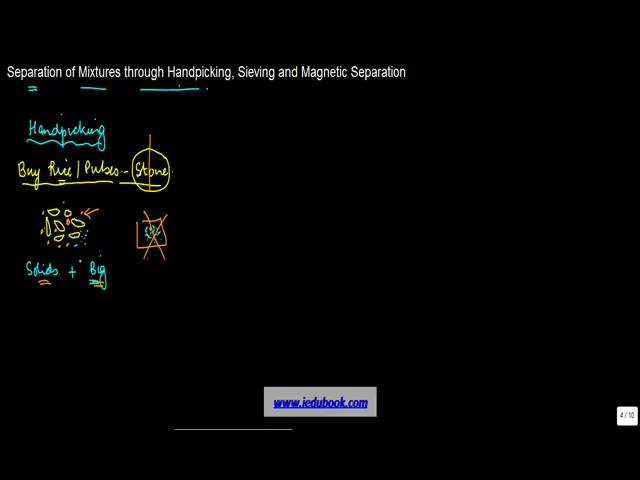 Separation of Mixtures through Handpicking, Sieving and Magnetic Separation
Handpicking
Buy Rice / Pulses - Stone
Solids + Big
www.iedubook.com
4 / 10